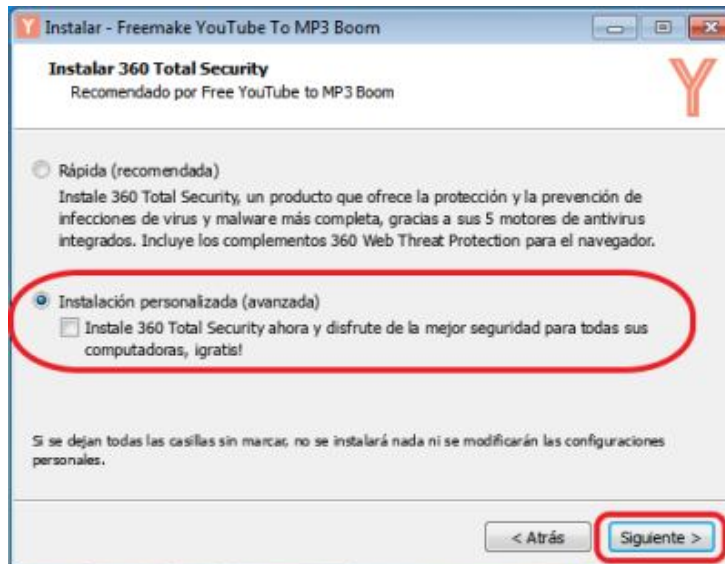 Instalar - Freemake YouTube To MP3 Boom
Instalar 360 Total Security
Recomendado por Free YouTube to MP3 Boom
Rápida (recomendada)
Instale 360 Total Security, un producto que ofrece la protección y la prevención de
infecciones de virus y malware más completa, gracias a sus 5 motores de antivirus
integrados. Incluye los complementos 360 Web Threat Protection para el navegador.
Instalación personalizada (avanzada)
Instale 360 Total Security ahora y disfrute de la mejor seguridad para todas sus
computadoras, ¡gratis!
Si se dejan todas las casillas sin marcar, no se instalará nada ni se modificarán las configuraciones
personales.
< Atrás
Siguiente >